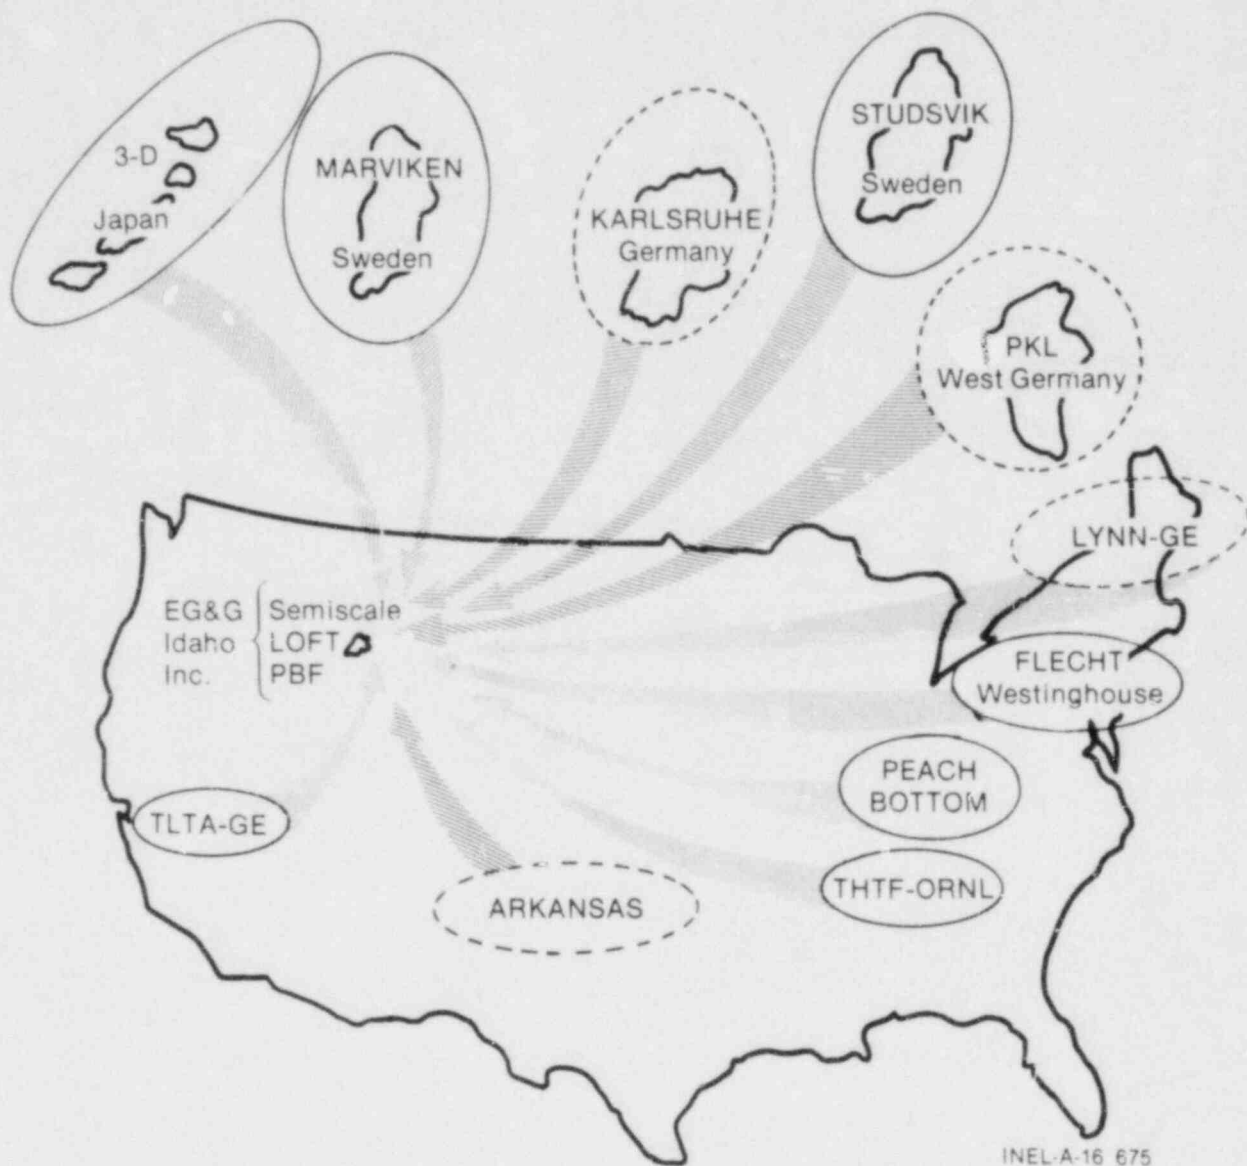 3-D
Japan
MARVIKEN
Sweden
KARLSRUHE
Germany
STUDSVIK
Sweden
PKL
West Germany
LYNN-GE
EG&G
Idaho
Inc.
Semiscale
LOFT
PBF
FLECHT
Westinghouse
PEACH
BOTTOM
TLTA-GE
ARKANSAS
THTF-ORNL
INEL-A-16 675